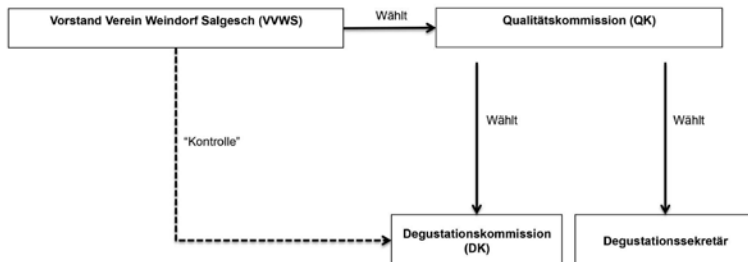 Vorstand Verein Weindorf Salgesch (VVWS)
Wählt
Qualitätskommission (QK)
Wählt
Wählt
"Kontrolle"
Degustationskommission
(DK)
Degustationssekretär